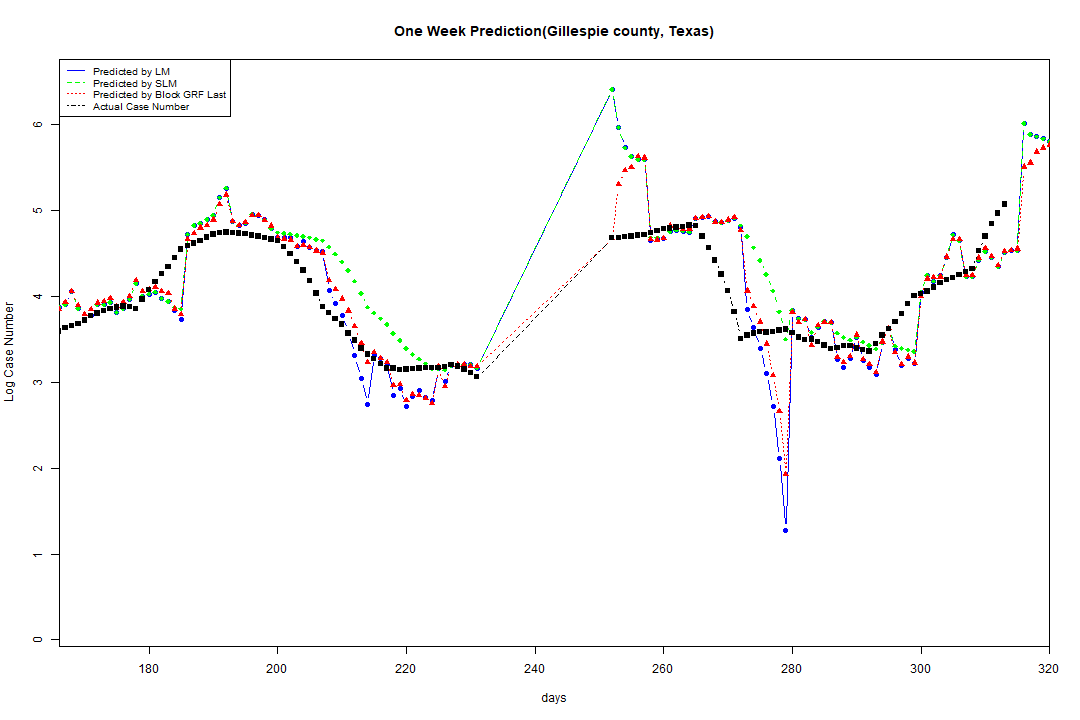 One Week Prediction(Gillespie county, Texas)
Predicted by LM
Predicted by SLM
Predicted by Block GRF Last
Actual Case Number
Log Case Number
6
5
4
3
2
1
0
180 200 220 240 260 280 300 320
days